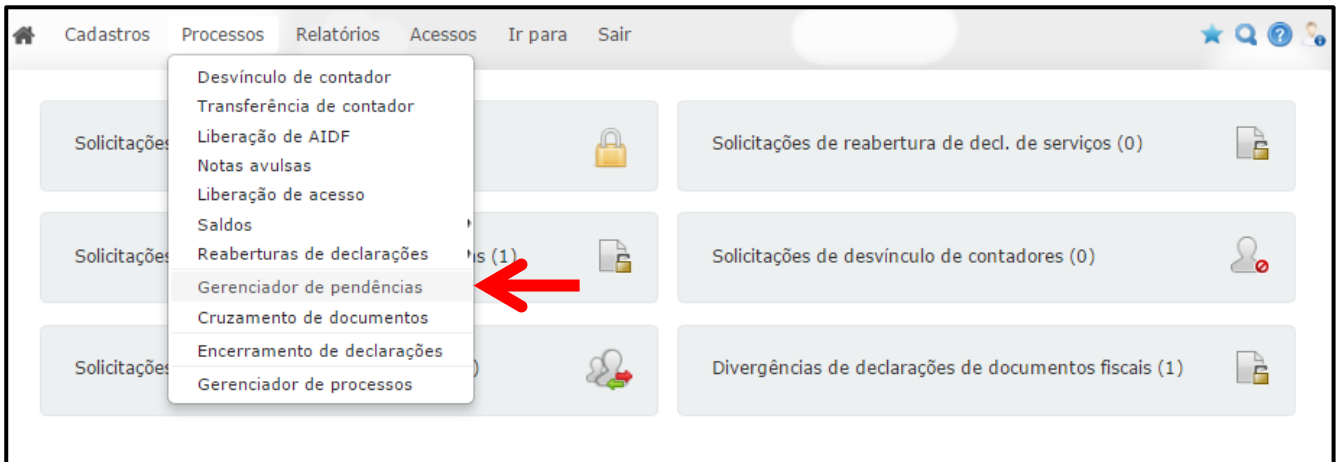 Cadastros Processos Relatórios Acessos Ir para Sair
Desvínculo de contador
Transferência de contador
Liberação de AIDF
Notas avulsas
Liberação de acesso
Saldos
Reaberturas de declarações
Gerenciador de pendências
Cruzamento de documentos
Encerramento de declarações
Gerenciador de processos
Solicitações
Solicitações de reabertura de decl. de serviços (0)
Solicitações (1)
Solicitações de desvínculo de contadores (0)
Solicitações
Divergências de declarações de documentos fiscais (1)